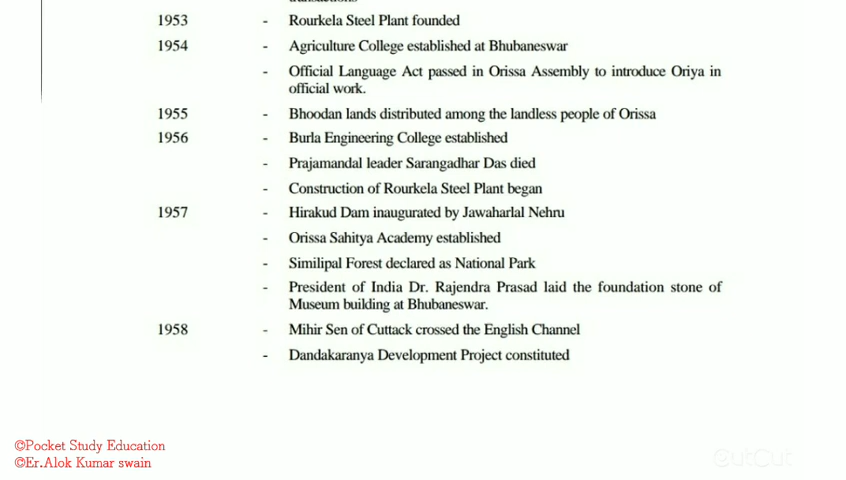 transactions
1953 - Rourkela Steel Plant founded
1954 - Agriculture College established at Bhubaneswar
- Official Language Act passed in Orissa Assembly to introduce Oriya in
official work.
1955 - Bhoodan lands distributed among the landless people of Orissa
1956 - Burla Engineering College established
- Prajamandal leader Sarangadhar Das died
- Construction of Rourkela Steel Plant began
1957 - Hirakud Dam inaugurated by Jawaharlal Nehru
- Orissa Sahitya Academy established
- Similipal Forest declared as National Park
- President of India Dr. Rajendra Prasad laid the foundation stone of
Museum building at Bhubaneswar.
1958 - Mihir Sen of Cuttack crossed the English Channel
- Dandakaranya Development Project constituted
©Pocket Study Education
©Er.Alok Kumar swain
CutCut